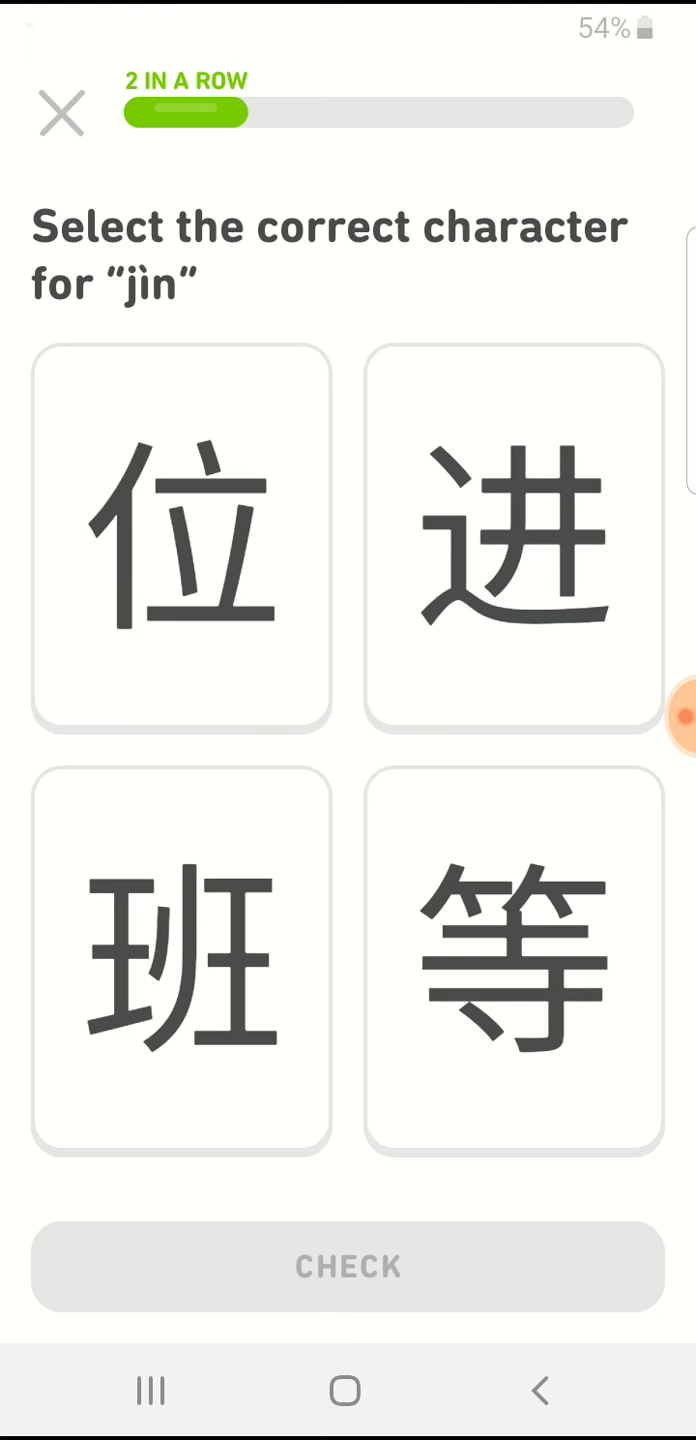 54%
2 IN A ROW
Select the correct character
for "jìn"
位
进
班
等
CHECK